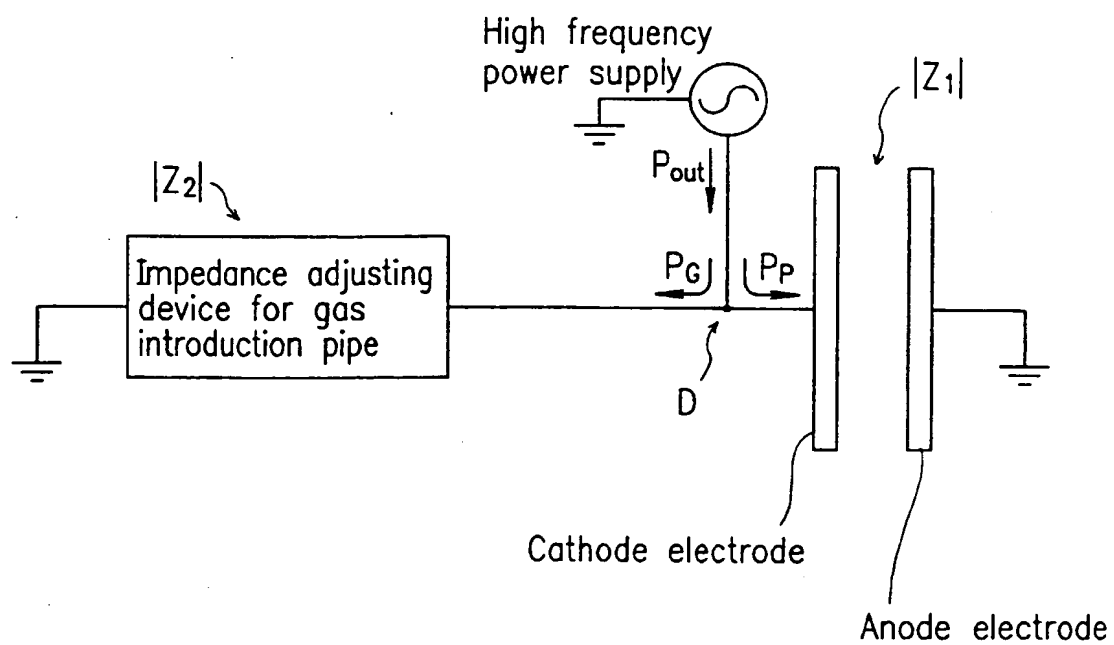 High frequency
power supply
|Z1|
Pout
|Z2|
PG
PP
Impedance adjusting
device for gas
introduction pipe
D
Cathode electrode
Anode electrode